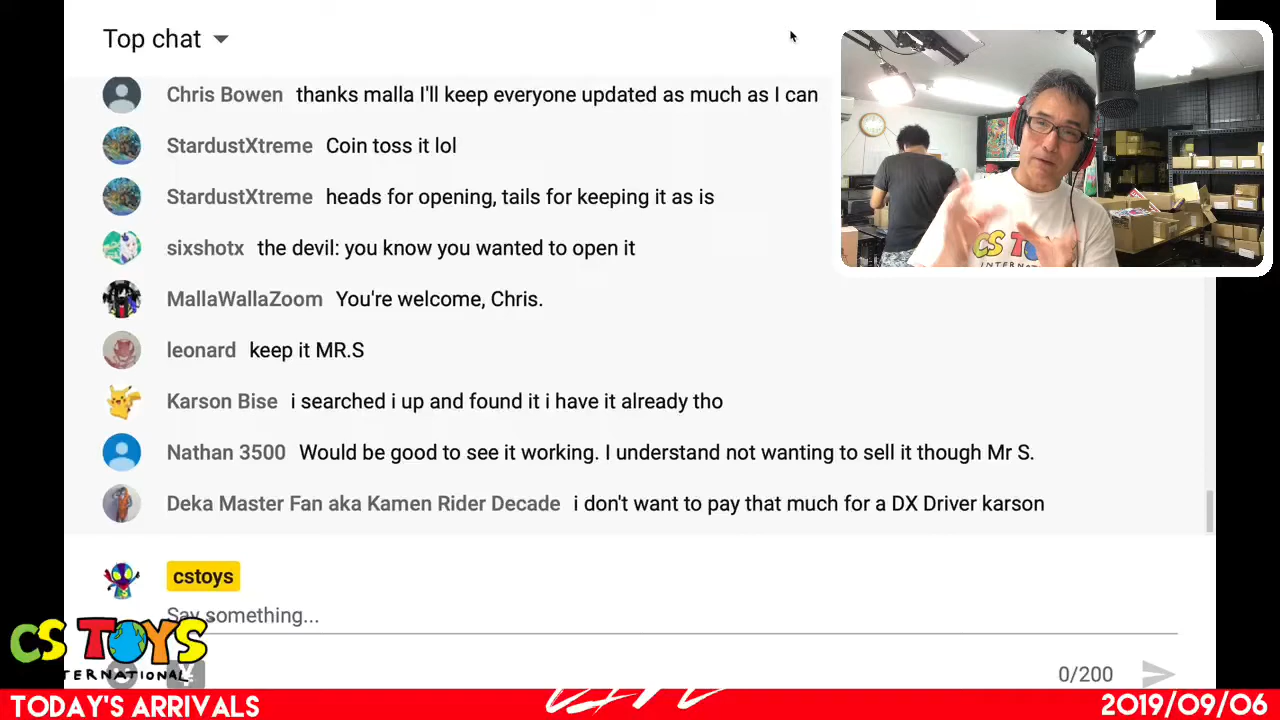 Top chat
Chris Bowen thanks malla I'll keep everyone updated as much as I can
StardustXtreme Coin toss it lol
StardustXtreme heads for opening, tails for keeping it as is
sixshotx the devil: you know you wanted to open it
MallaWallaZoom You're welcome, Chris.
leonard keep it MR.S
Karson Bise i searched i up and found it i have it already tho
Nathan 3500 Would be good to see it working. I understand not wanting to sell it though Mr S.
Deka Master Fan aka Kamen Rider Decade i don't want to pay that much for a DX Driver karson
cstoys
Say something...
0/200
CS TOYS
INTERNATIONAL
CS TOYS
INTERNATIONAL
TODAY'S ARRIVALS
LIVE
2019/09/06